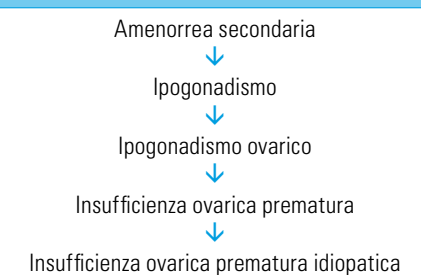 Amenorrea secondaria
Ipogonadismo
Ipogonadismo ovarico
Insufficienza ovarica prematura
Insufficienza ovarica prematura idiopatica